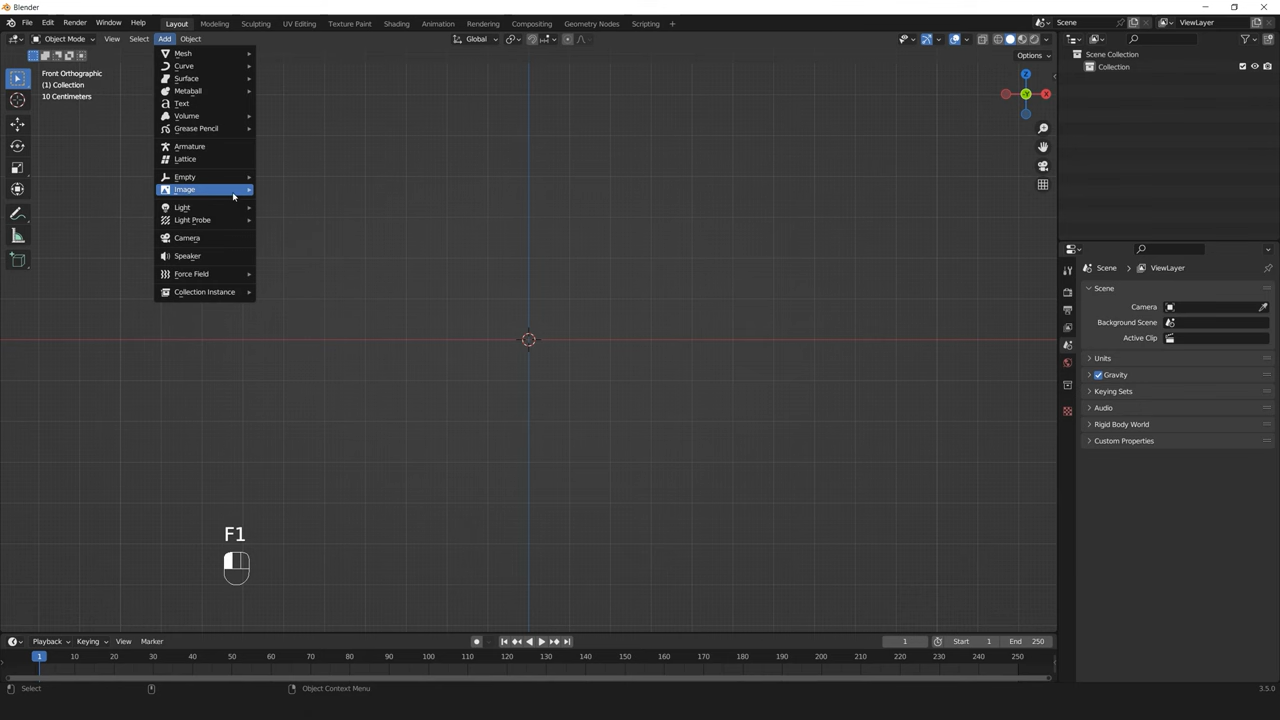 Blender
File Edit Render Window Help
Layout Modeling Sculpting UV Editing Texture Paint Shading Animation Rendering Compositing Geometry Nodes Scripting +
Scene ViewLayer
Object Mode View Select Add Object
Global
Options
Front Orthographic
(1) Collection
10 Centimeters
Mesh
Curve
Surface
Metaball
Text
Volume
Grease Pencil
Armature
Lattice
Empty
Image
Light
Light Probe
Camera
Speaker
Force Field
Collection Instance
Z
X
Y
Scene Collection
Collection
Scene ViewLayer
Scene
Camera
Background Scene
Active Clip
Units
Gravity
Keying Sets
Audio
Rigid Body World
Custom Properties
F1
Playback Keying View Marker
1 Start 1 End 250
1 10 20 30 40 50 60 70 80 90 100 110 120 130 140 150 160 170 180 190 200 210 220 230 240 250
Select Object Context Menu 3.5.0